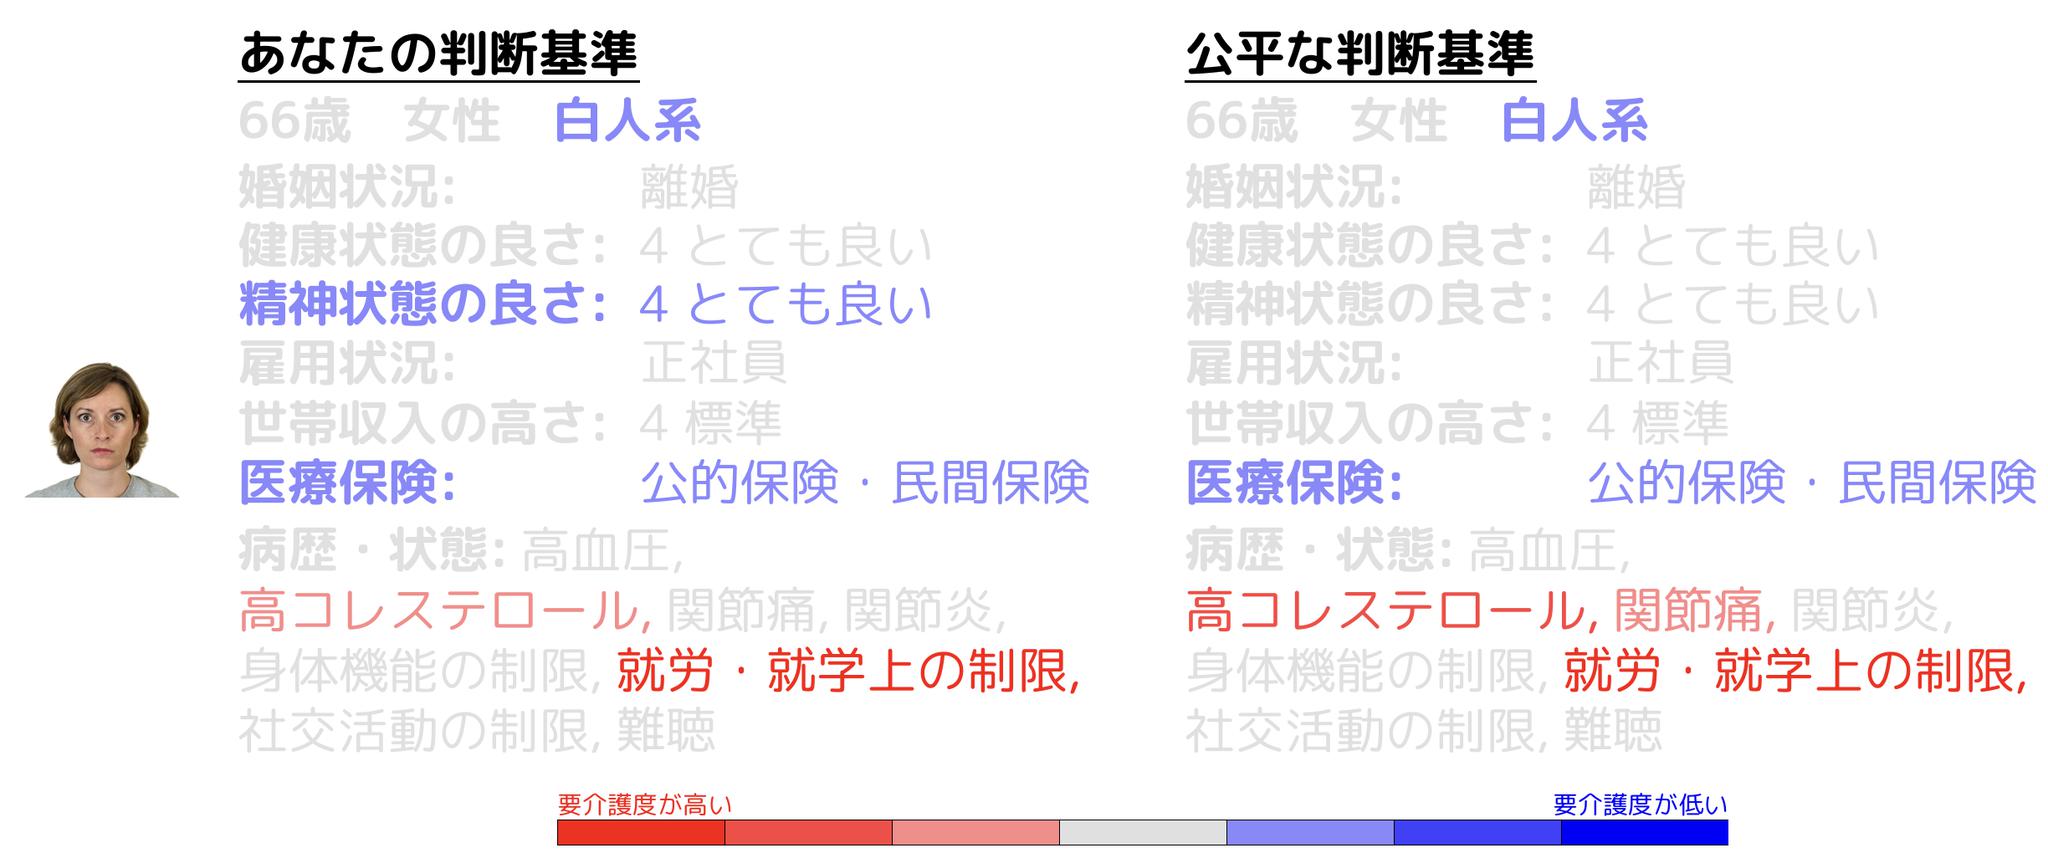 あなたの判断基準
66歳 女性 白人系
婚姻状況: 離婚
健康状態の良さ: 4 とても良い
精神状態の良さ: 4 とても良い
雇用状況: 正社員
世帯収入の高さ: 4 標準
医療保険: 公的保険・民間保険
病歴・状態: 高血圧,
高コレステロール, 関節痛, 関節炎,
身体機能の制限, 就労・就学上の制限,
社交活動の制限, 難聴
公平な判断基準
66歳 女性 白人系
婚姻状況: 離婚
健康状態の良さ: 4 とても良い
精神状態の良さ: 4 とても良い
雇用状況: 正社員
世帯収入の高さ: 4 標準
医療保険: 公的保険・民間保険
病歴・状態: 高血圧,
高コレステロール, 関節痛, 関節炎,
身体機能の制限, 就労・就学上の制限,
社交活動の制限, 難聴
要介護度が高い 要介護度が低い